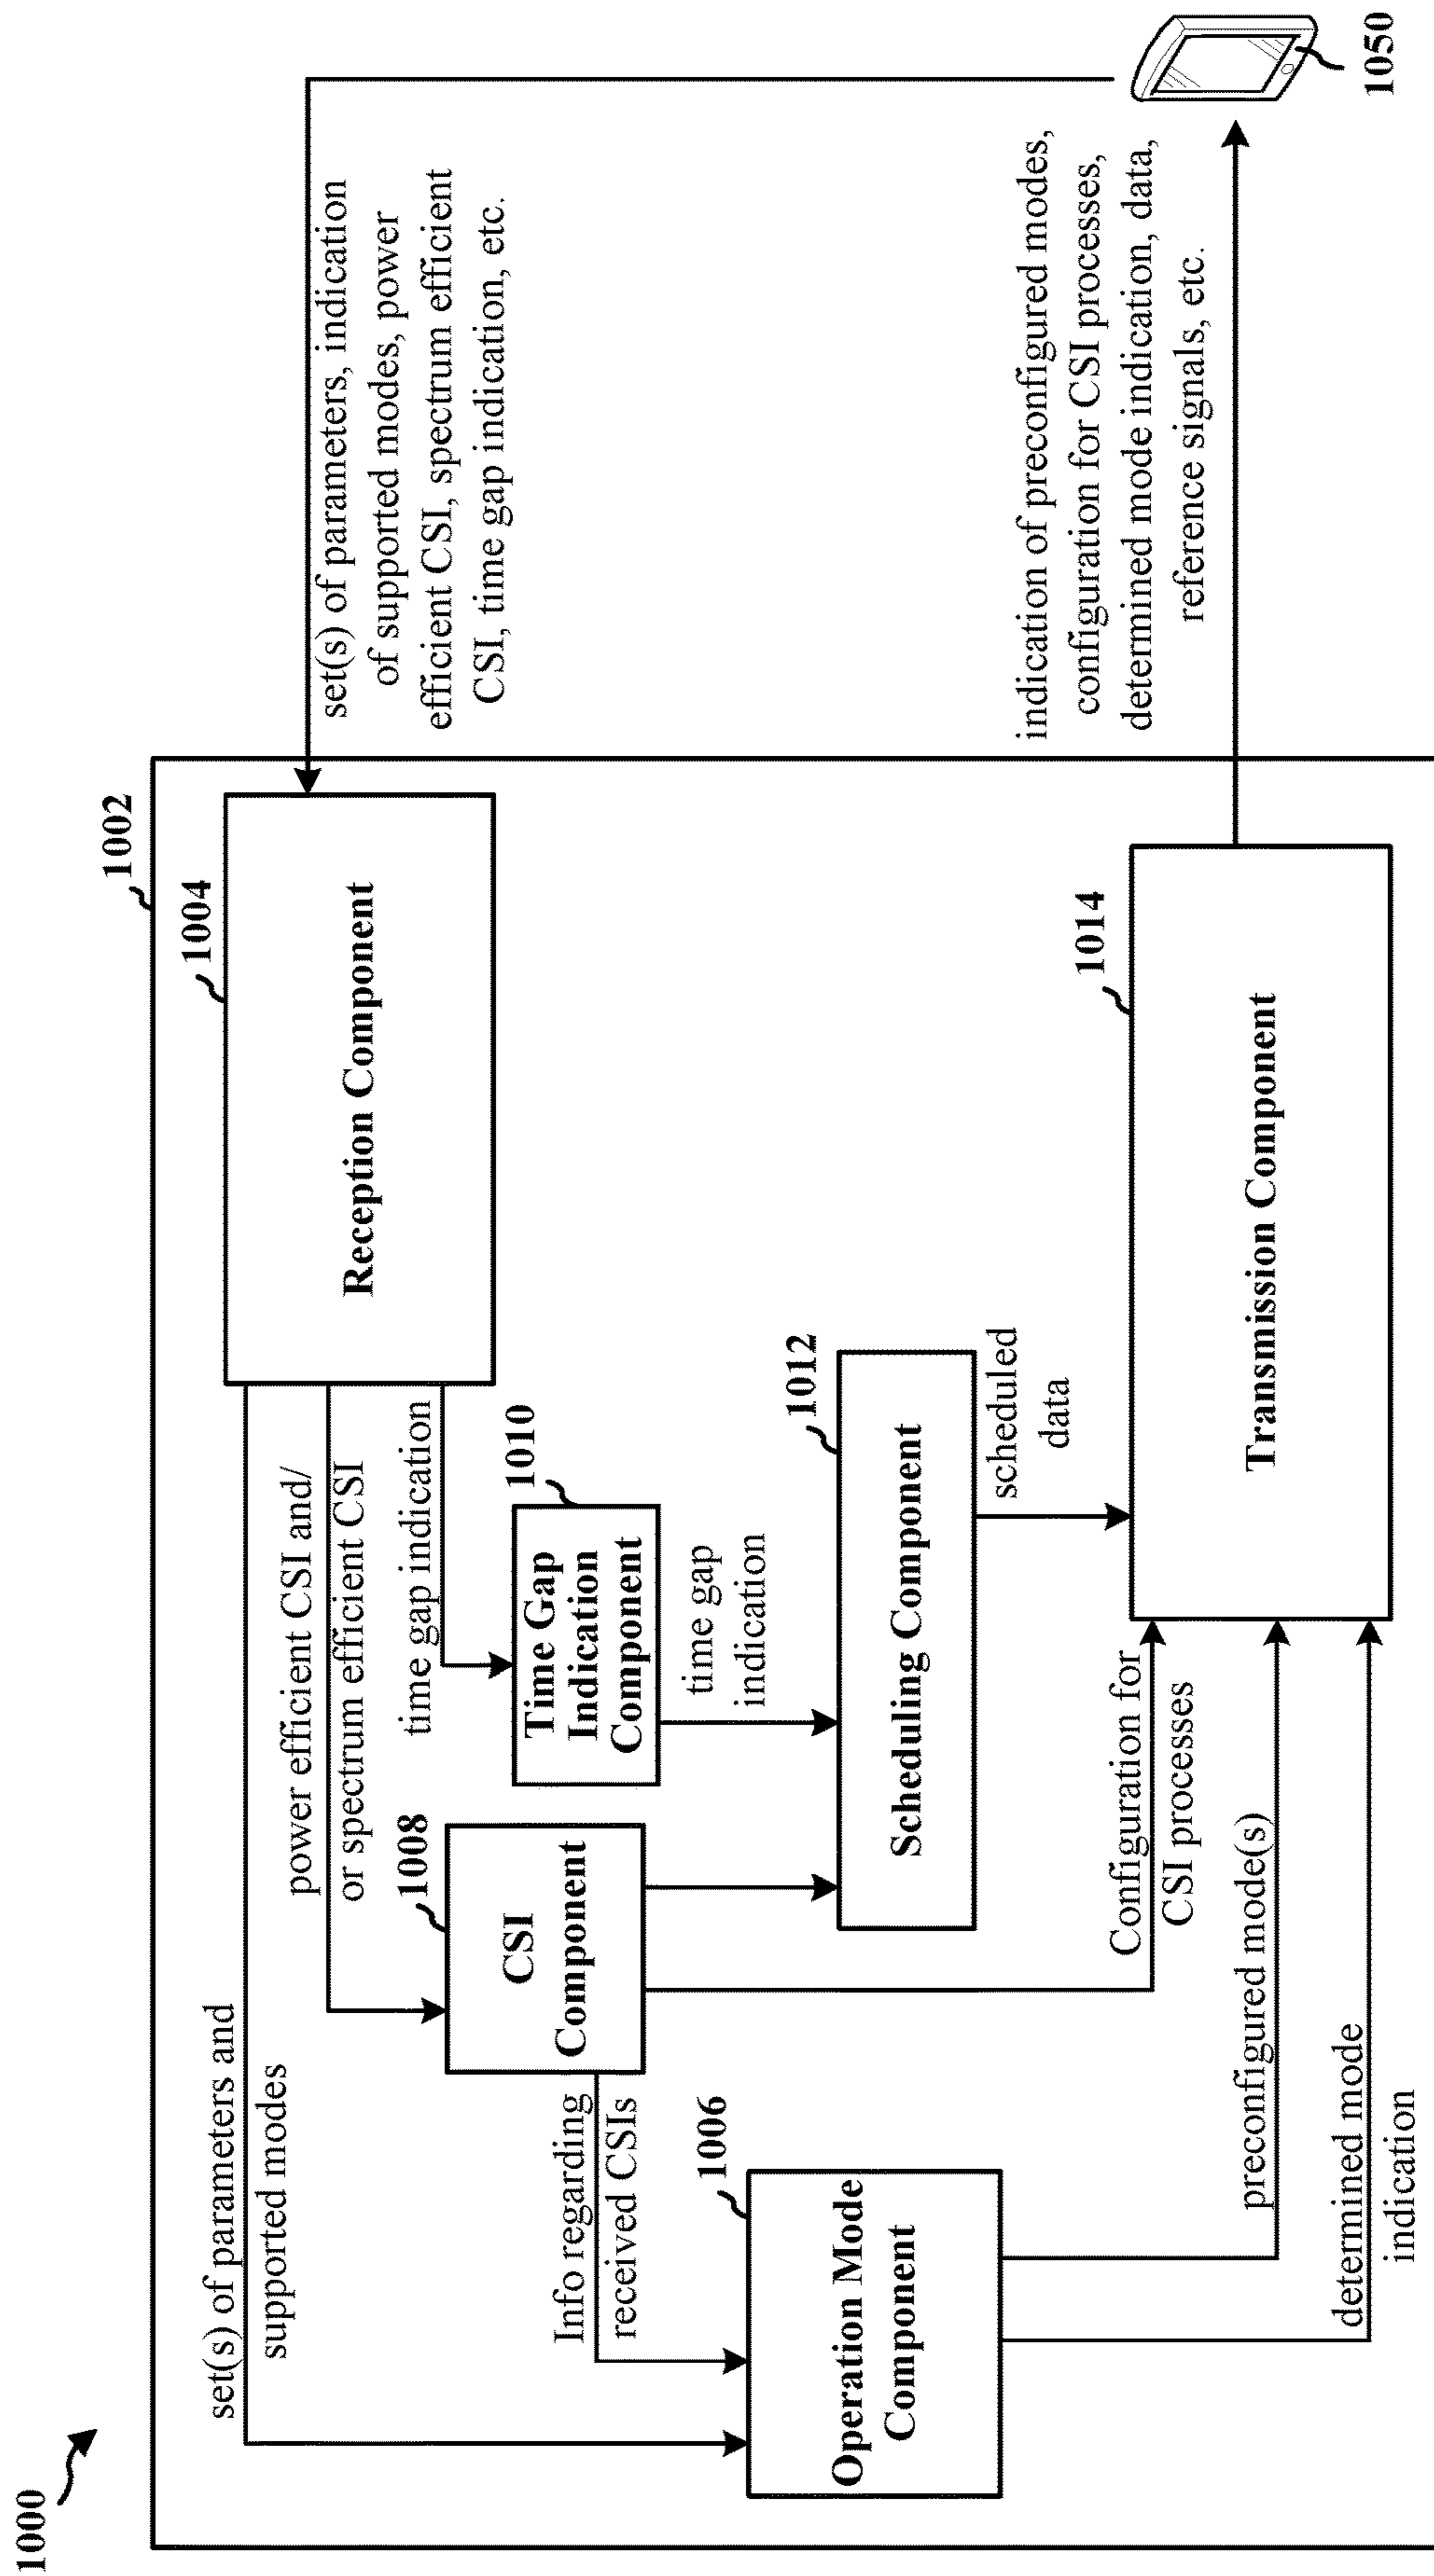 1000
1002
1004
Reception Component
set(s) of parameters, indication
of supported modes, power
efficient CSI, spectrum efficient
CSI, time gap indication, etc.
set(s) of parameters and
supported modes
power efficient CSI and/
or spectrum efficient CSI
time gap indication
1008
CSI
Component
1010
Time Gap
Indication
Component
Info regarding
received CSIs
time gap
indication
1006
Operation Mode
Component
1012
Scheduling Component
scheduled
data
1014
Transmission Component
Configuration for
CSI processes
preconfigured mode(s)
determined mode
indication
indication of preconfigured modes,
configuration for CSI processes,
determined mode indication, data,
reference signals, etc.
1050